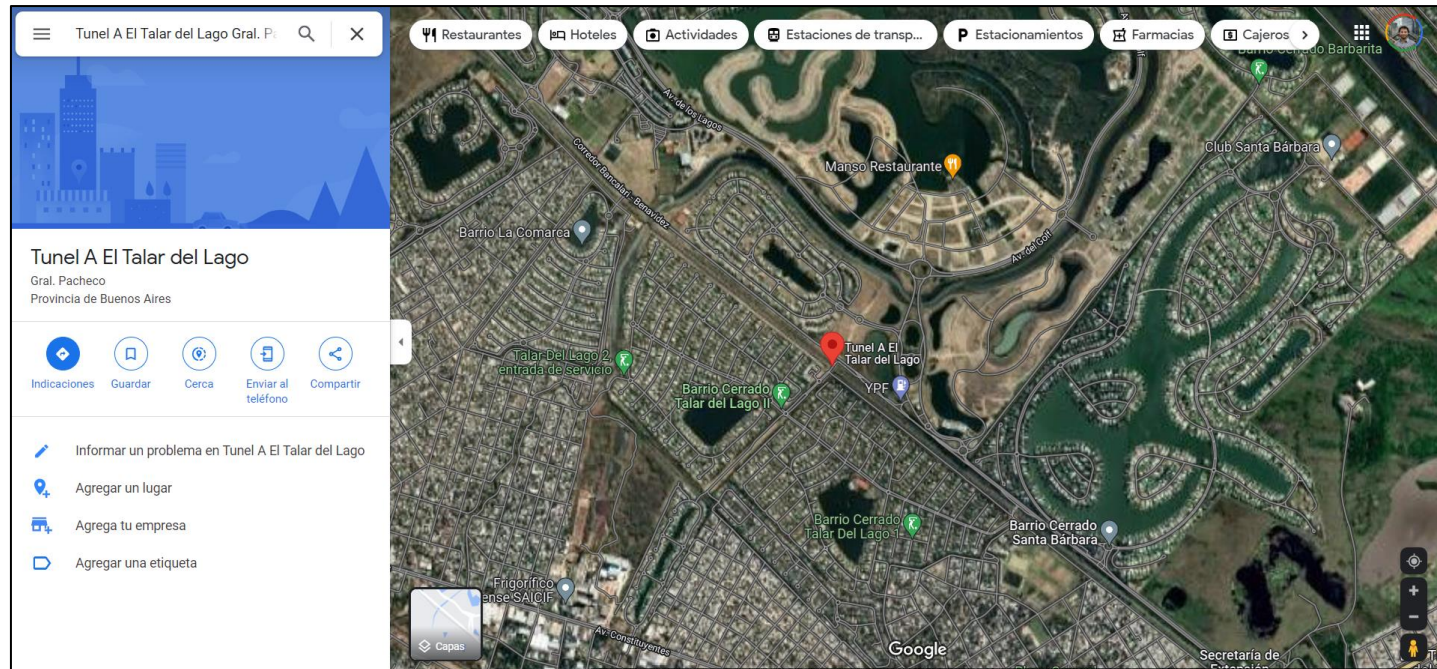 Tunel A El Talar del Lago Gral. P
Restaurantes
Hoteles
Actividades
Estaciones de transp...
Estacionamientos
Farmacias
Cajeros
Tunel A El Talar del Lago
Gral. Pacheco
Provincia de Buenos Aires
Indicaciones
Guardar
Cerca
Enviar al
teléfono
Compartir
Informar un problema en Tunel A El Talar del Lago
Agregar un lugar
Agrega tu empresa
Agregar una etiqueta
Barrio Cerrado Barbarita
Av. de los Lagos
Club Santa Bárbara
Corredor Bancalari - Benavídez
Manso Restaurante
Barrio La Comarca
Av. del Golf
Tunel A El
Talar del Lago
Talar Del Lago 2
entrada de servicio
YPF
Barrio Cerrado
Talar del Lago II
Barrio Cerrado
Talar Del Lago 1
Barrio Cerrado
Santa Bárbara
Frigorífico
ense SAICIF
Av. Constituyentes
Capas
Google
Secretaría de